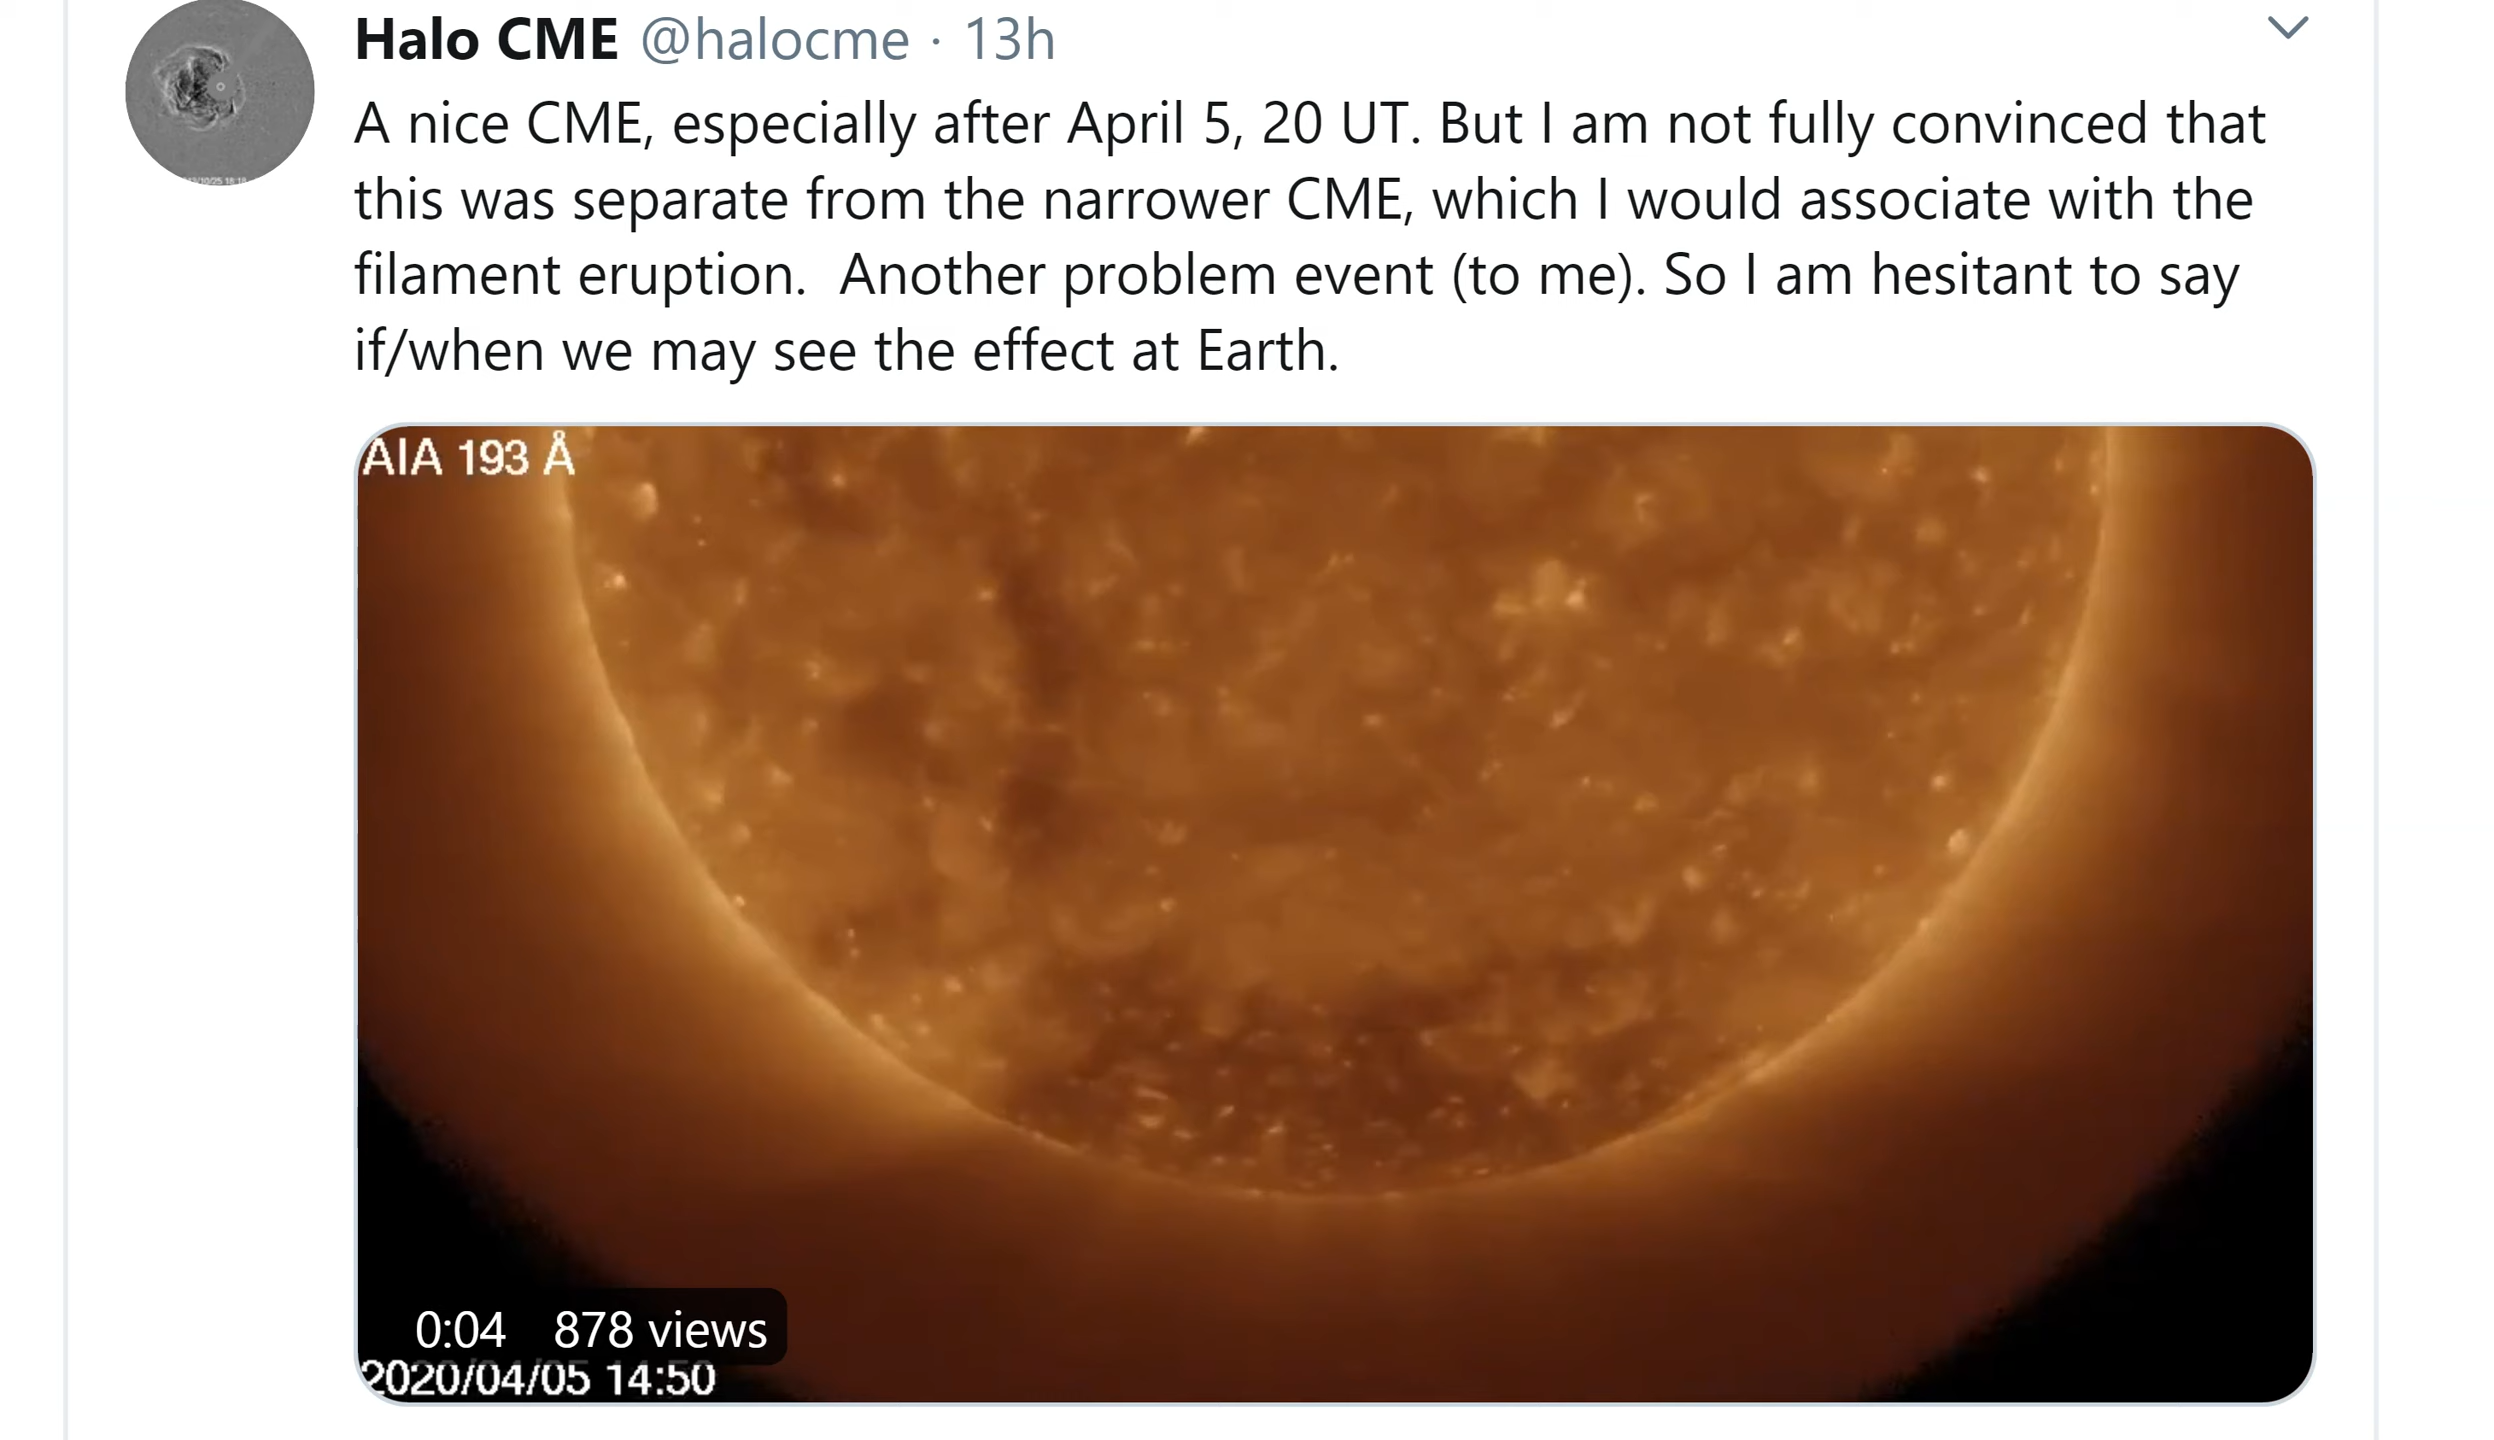 Halo CME @halocme · 13h
A nice CME, especially after April 5, 20 UT. But I am not fully convinced that
this was separate from the narrower CME, which I would associate with the
filament eruption.  Another problem event (to me). So I am hesitant to say
if/when we may see the effect at Earth.
AIA 193 Å
0:04 878 views
2020/04/05 14:50